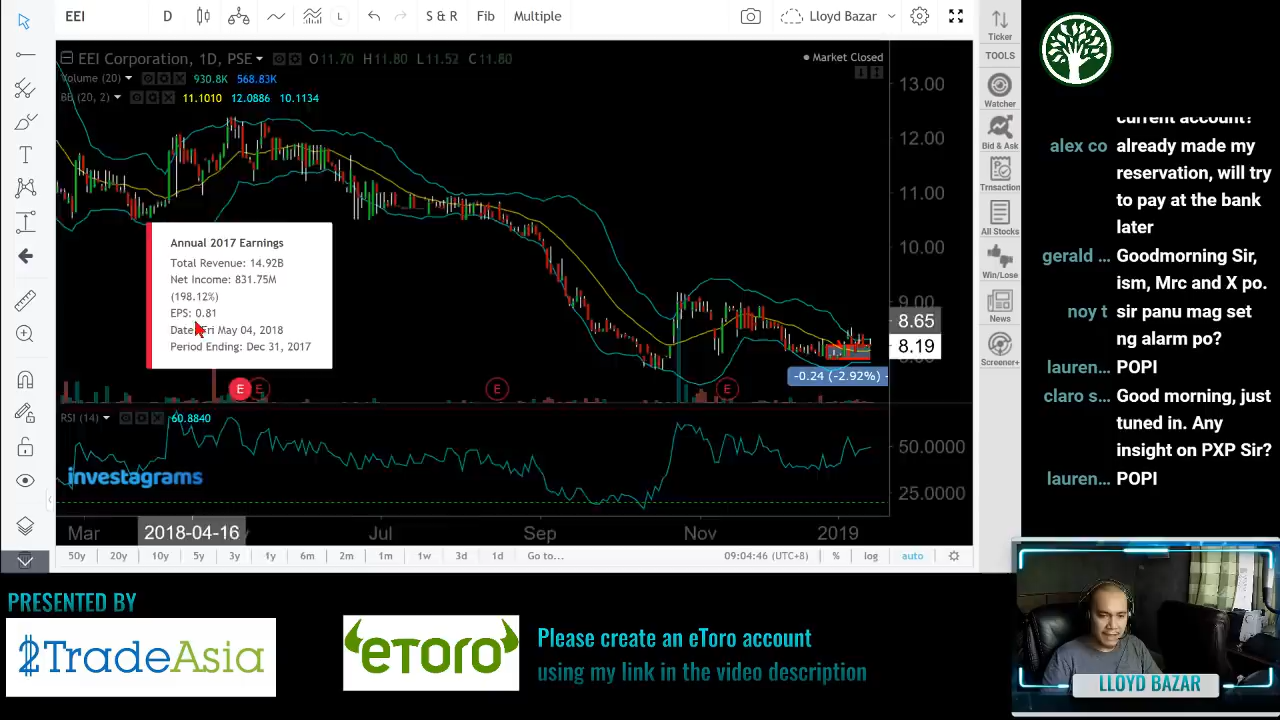 EEI
D
L
S & R
Fib
Multiple
Lloyd Bazar
Ticker
TOOLS
Watcher
Bid & Ask
Trnsaction
All Stocks
Win/Lose
News
Screener+
EEI Corporation, 1D, PSE
O11.70 H11.80 L11.52 C11.80
Market Closed
Volume (20)
930.8K 568.83K
BB (20, 2)
11.1010 12.0886 10.1134
13.00
12.00
11.00
10.00
9.00
8.65
8.19
-0.24 (-2.92%) -
Annual 2017 Earnings
Total Revenue: 14.92B
Net Income: 831.75M
(198.12%)
EPS: 0.81
Date: Fri May 04, 2018
Period Ending: Dec 31, 2017
E
E
E
E
RSI (14)
60.8840
50.0000
25.0000
investagrams
Mar
2018-04-16
Jul
Sep
Nov
2019
50y 20y 10y 5y 3y 1y 6m 2m 1m 1w 3d 1d Go to...
09:04:46 (UTC+8)
% log auto
current account?
alex co already made my
reservation, will try
to pay at the bank
later
gerald ... Goodmorning Sir,
ism, Mrc and X po.
noy t sir panu mag set
ng alarm po?
lauren... POPI
claro s... Good morning, just
tuned in. Any
insight on PXP Sir?
lauren... POPI
PRESENTED BY
2TradeAsia
eToro
Please create an eToro account
using my link in the video description
LLOYD BAZAR